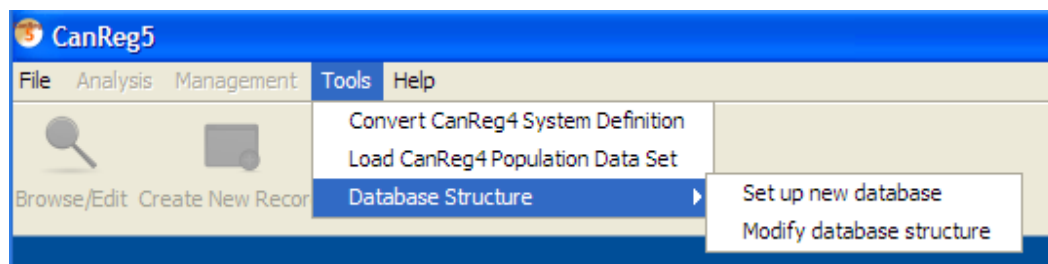 CanReg5
File Analysis Management Tools Help
Convert CanReg4 System Definition
Load CanReg4 Population Data Set
Browse/Edit Create New Recor Database Structure
Set up new database
Modify database structure